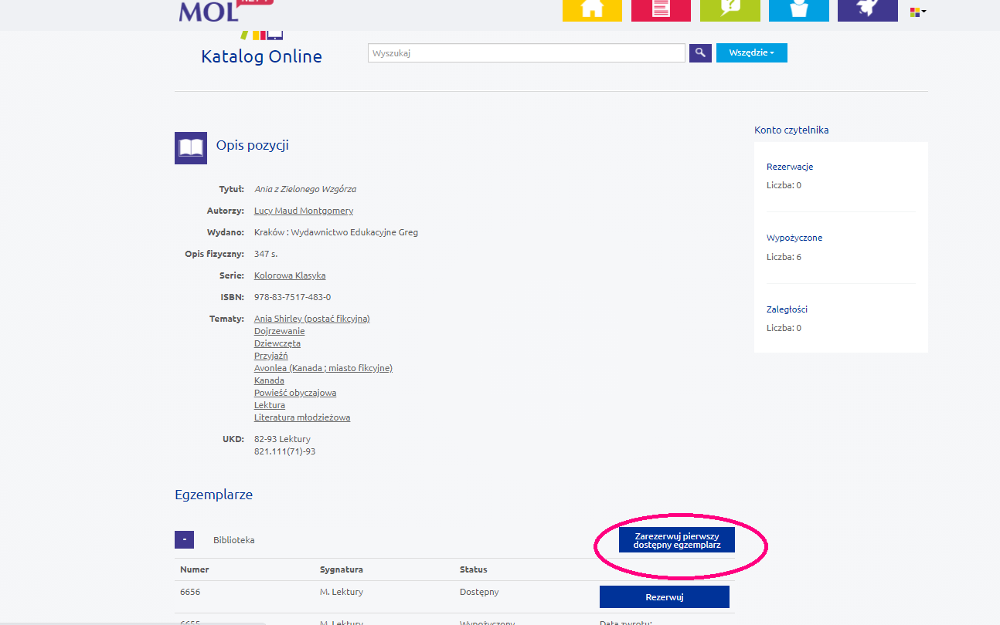 MOL
Katalog Online
Wyszukaj
Wszędzie
Opis pozycji
Konto czytelnika
Rezerwacje
Liczba: 0
Wypożyczone
Liczba: 6
Zaległości
Liczba: 0
Tytuł: Ania z Zielonego Wzgórza
Autorzy: Lucy Maud Montgomery
Wydano: Kraków : Wydawnictwo Edukacyjne Greg
Opis fizyczny: 347 s.
Serie: Kolorowa Klasyka
ISBN: 978-83-7517-483-0
Tematy: Ania Shirley (postać fikcyjna)
Dojrzewanie
Dziewczęta
Przyjaźń
Avonlea (Kanada ; miasto fikcyjne)
Kanada
Powieść obyczajowa
Lektura
Literatura młodzieżowa
UKD: 82-93 Lektury
821.111(71)-93
Egzemplarze
- Biblioteka
Zarezerwuj pierwszy
dostępny egzemplarz
Numer Sygnatura Status
6656 M. Lektury Dostępny Rezerwuj
6655 M. Lektury Wypożyczony Data zwrotu: